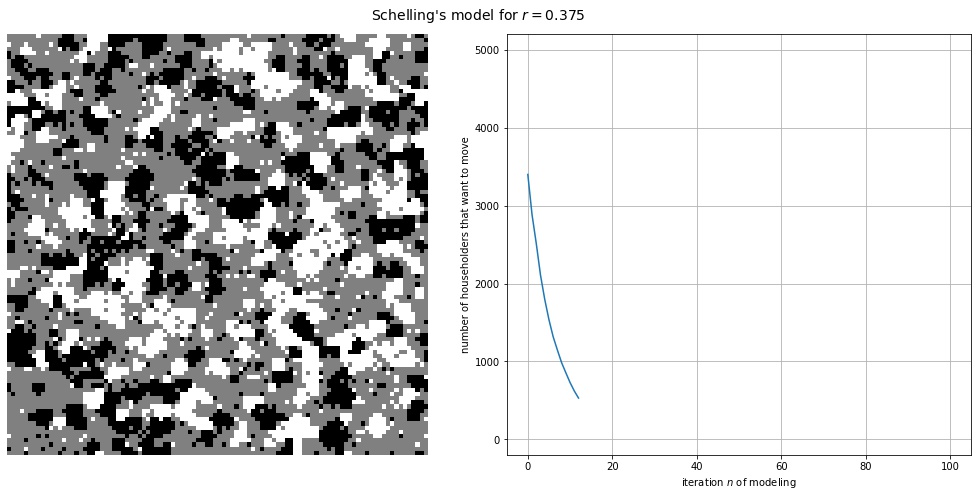 Schelling's model for r = 0.375
5000
4000
3000
2000
1000
0
number of householders that want to move
0 20 40 60 80 100
iteration n of modeling